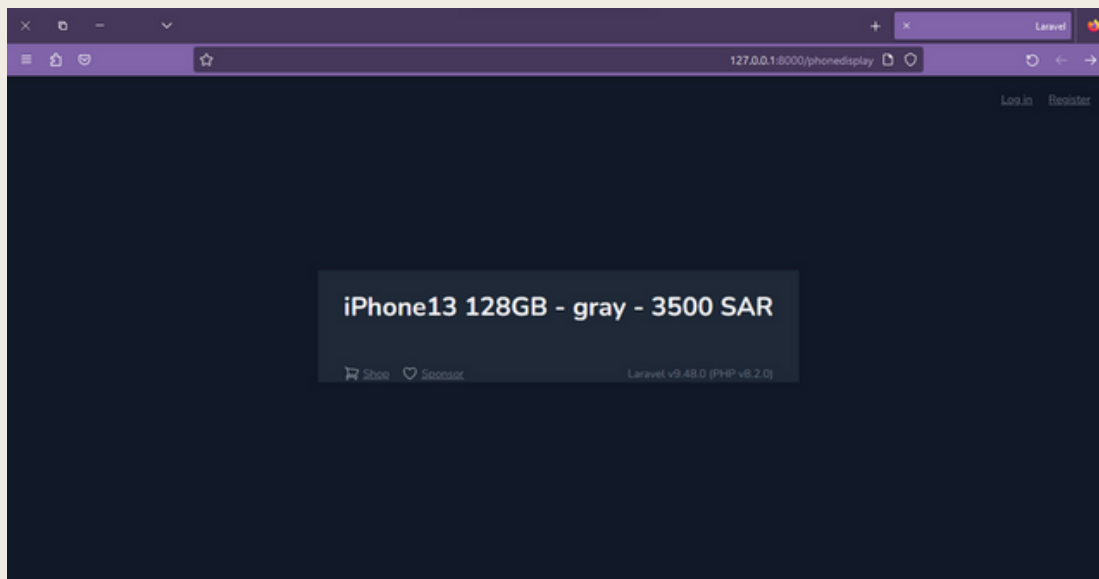 Laravel
127.0.0.1:8000/phonedisplay
Log in Register
iPhone13 128GB - gray - 3500 SAR
Shop Sponsor Laravel v9.48.0 (PHP v8.2.0)